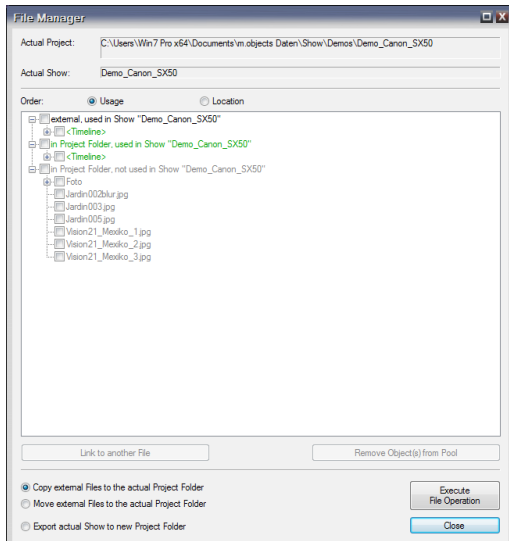 File Manager
Actual Project: C:\Users\Win7 Pro x64\Documents\m.objects Daten\Show\Demos\Demo_Canon_SX50
Actual Show: Demo_Canon_SX50
Order: Usage Location
external, used in Show "Demo_Canon_SX50"
<Timeline>
in Project Folder, used in Show "Demo_Canon_SX50"
<Timeline>
in Project Folder, not used in Show "Demo_Canon_SX50"
Foto
Jardin002blur.jpg
Jardin003.jpg
Jardin005.jpg
Vision21_Mexiko_1.jpg
Vision21_Mexiko_2.jpg
Vision21_Mexiko_3.jpg
Link to another File Remove Object(s) from Pool
Copy external Files to the actual Project Folder
Move external Files to the actual Project Folder
Export actual Show to new Project Folder
Execute
File Operation
Close